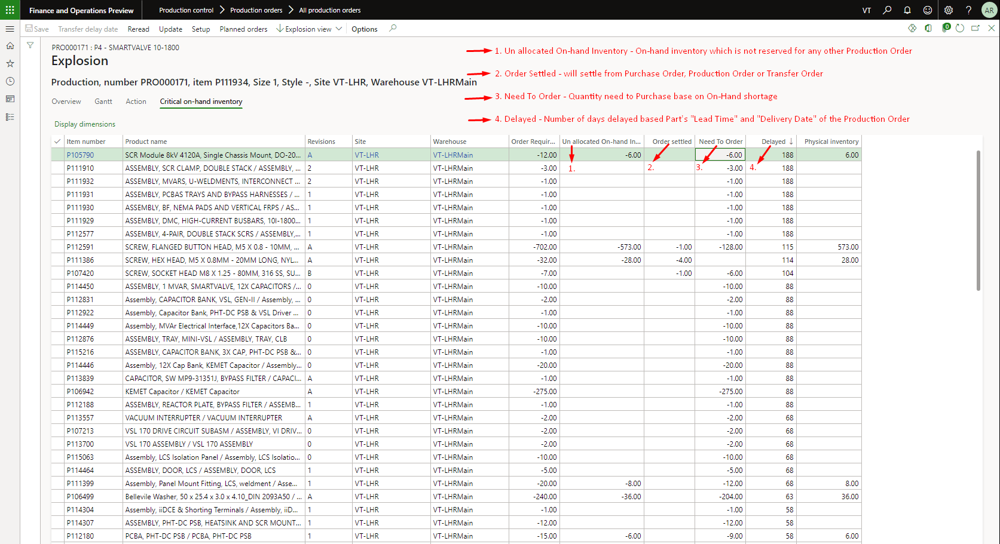 Finance and Operations Preview
Production control > Production orders > All production orders
VT
AR
Save Transfer delay date Reread Update Setup Planned orders Explosion view Options
0
PRO000171 : P4 - SMARTVALVE 10-1800
Explosion
Production, number PRO000171, item P111934, Size 1, Style -, Site VT-LHR, Warehouse VT-LHRMain
1. Un allocated On-hand Inventory - On-hand inventory which is not reserved for any other Production Order
2. Order Settled - will settle from Purchase Order, Production Order or Transfer Order
3. Need To Order - Quantity need to Purchase base on On-Hand shortage
4. Delayed - Number of days delayed based Part's "Lead Time" and "Delivery Date" of the Production Order
Overview Gantt Action Critical on-hand inventory
Display dimensions
Item number Product name Revisions Site Warehouse Order Requir... Un allocated On-hand In... Order settled Need To Order Delayed Physical inventory
P105790 SCR Module 8kV 4120A, Single Chassis Mount, DO-20... A VT-LHR VT-LHRMain -12.00 -6.00 -6.00 188 6.00
P111910 ASSEMBLY, SCR CLAMP, DOUBLE STACK / ASSEMBLY, ... 2 VT-LHR VT-LHRMain -3.00 1. 2. 3. -3.00 4. 188
P111932 ASSEMBLY, MVARS, U-WELDMENTS, INTERCONNECT ... 2 VT-LHR VT-LHRMain -1.00 -1.00 188
P111931 ASSEMBLY, PCBAS TRAYS AND BYPASS HARNESSES / ... 1 VT-LHR VT-LHRMain -1.00 -1.00 188
P111930 ASSEMBLY, BF, NEMA PADS AND VERTICAL FRPS / AS... 1 VT-LHR VT-LHRMain -1.00 -1.00 188
P111929 ASSEMBLY, DMC, HIGH-CURRENT BUSBARS, 10I-1800... 1 VT-LHR VT-LHRMain -1.00 -1.00 188
P112577 ASSEMBLY, 4-PAIR, DOUBLE STACK SCRS / ASSEMBLY,... 1 VT-LHR VT-LHRMain -1.00 -1.00 188
P112591 SCREW, FLANGED BUTTON HEAD, M5 X 0.8 - 10MM, ... A VT-LHR VT-LHRMain -702.00 -573.00 -1.00 -128.00 115 573.00
P111386 SCREW, HEX HEAD, M5 X 0.8MM - 20MM LONG, NYL... A VT-LHR VT-LHRMain -32.00 -28.00 -4.00 114 28.00
P107420 SCREW, SOCKET HEAD M8 X 1.25 - 80MM, 316 SS, SU... B VT-LHR VT-LHRMain -7.00 -1.00 -6.00 104
P114450 ASSEMBLY, 1 MVAR, SMARTVALVE, 12X CAPACITORS /... 0 VT-LHR VT-LHRMain -10.00 -10.00 88
P112831 Assembly, CAPACITOR BANK, VSL, GEN-II / Assembly, ... 0 VT-LHR VT-LHRMain -2.00 -2.00 88
P112922 Assembly, Capacitor Bank, PHT-DC PSB & VSL Driver ... 0 VT-LHR VT-LHRMain -1.00 -1.00 88
P114449 Assembly, MVAr Electrical Interface,12X Capacitors Ba... 0 VT-LHR VT-LHRMain -10.00 -10.00 88
P112876 ASSEMBLY, TRAY, MINI-VSL / ASSEMBLY, TRAY, CLB 0 VT-LHR VT-LHRMain -10.00 -10.00 88
P115216 ASSEMBLY, CAPACITOR BANK, 3X CAP, PHT-DC PSB &... 0 VT-LHR VT-LHRMain -1.00 -1.00 88
P114446 Assembly, 12X Cap Bank, KEMET Capacitor / Assembly... 0 VT-LHR VT-LHRMain -20.00 -20.00 88
P113839 CAPACITOR, SW MP9-31351J, BYPASS FILTER / CAPACI... A VT-LHR VT-LHRMain -1.00 -1.00 88
P106942 KEMET Capacitor / KEMET Capacitor A VT-LHR VT-LHRMain -275.00 -275.00 88
P112188 ASSEMBLY, REACTOR PLATE, BYPASS FILTER / ASSEMB... 1 VT-LHR VT-LHRMain -1.00 -1.00 88
P113557 VACUUM INTERRUPTER / VACUUM INTERRUPTER A VT-LHR VT-LHRMain -2.00 -2.00 68
P107213 VSL 170 DRIVE CIRCUIT SUBASM / ASSEMBLY, VI DRIV... 0 VT-LHR VT-LHRMain -2.00 -2.00 68
P113700 VSL 170 ASSEMBLY / VSL 170 ASSEMBLY 0 VT-LHR VT-LHRMain -2.00 -2.00 68
P115063 Assembly, LCS Isolation Panel / Assembly, LCS Isolatio... 0 VT-LHR VT-LHRMain -10.00 -10.00 68
P114464 ASSEMBLY, DOOR, LCS / ASSEMBLY, DOOR, LCS 1 VT-LHR VT-LHRMain -5.00 -5.00 68
P111399 Assembly, Panel Mount Fitting, LCS, weldment / Asse... 1 VT-LHR VT-LHRMain -20.00 -8.00 -12.00 68 8.00
P106499 Bellevile Washer, 50 x 25.4 x 3.0 x 4.10_DIN 2093A50 / ... A VT-LHR VT-LHRMain -240.00 -36.00 -204.00 63 36.00
P114304 Assembly, iiDCE & Shorting Terminals / Assembly, iiD... 1 VT-LHR VT-LHRMain -1.00 -1.00 58
P114307 ASSEMBLY, PHT-DC PSB, HEATSINK AND SCR MOUNT... 1 VT-LHR VT-LHRMain -12.00 -12.00 58
P112180 PCBA, PHT-DC PSB / PCBA, PHT-DC PSB 1 VT-LHR VT-LHRMain -15.00 -6.00 -9.00 58 6.00